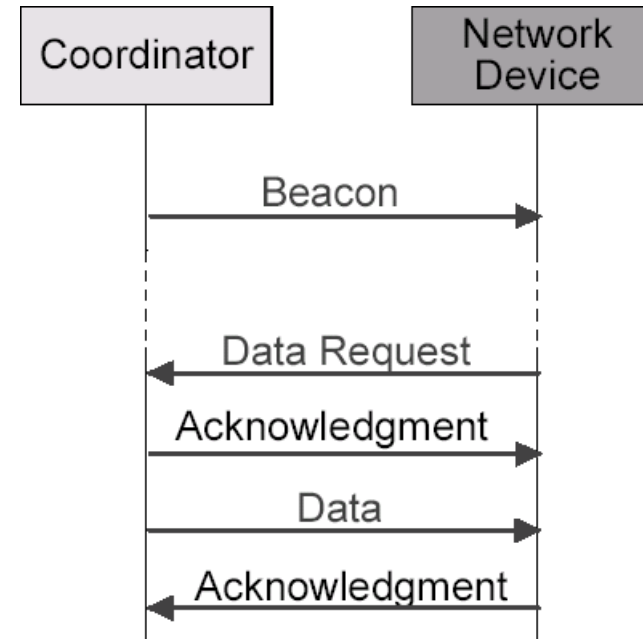 Coordinator
Network
Device
Beacon
Data Request
Acknowledgment
Data
Acknowledgment